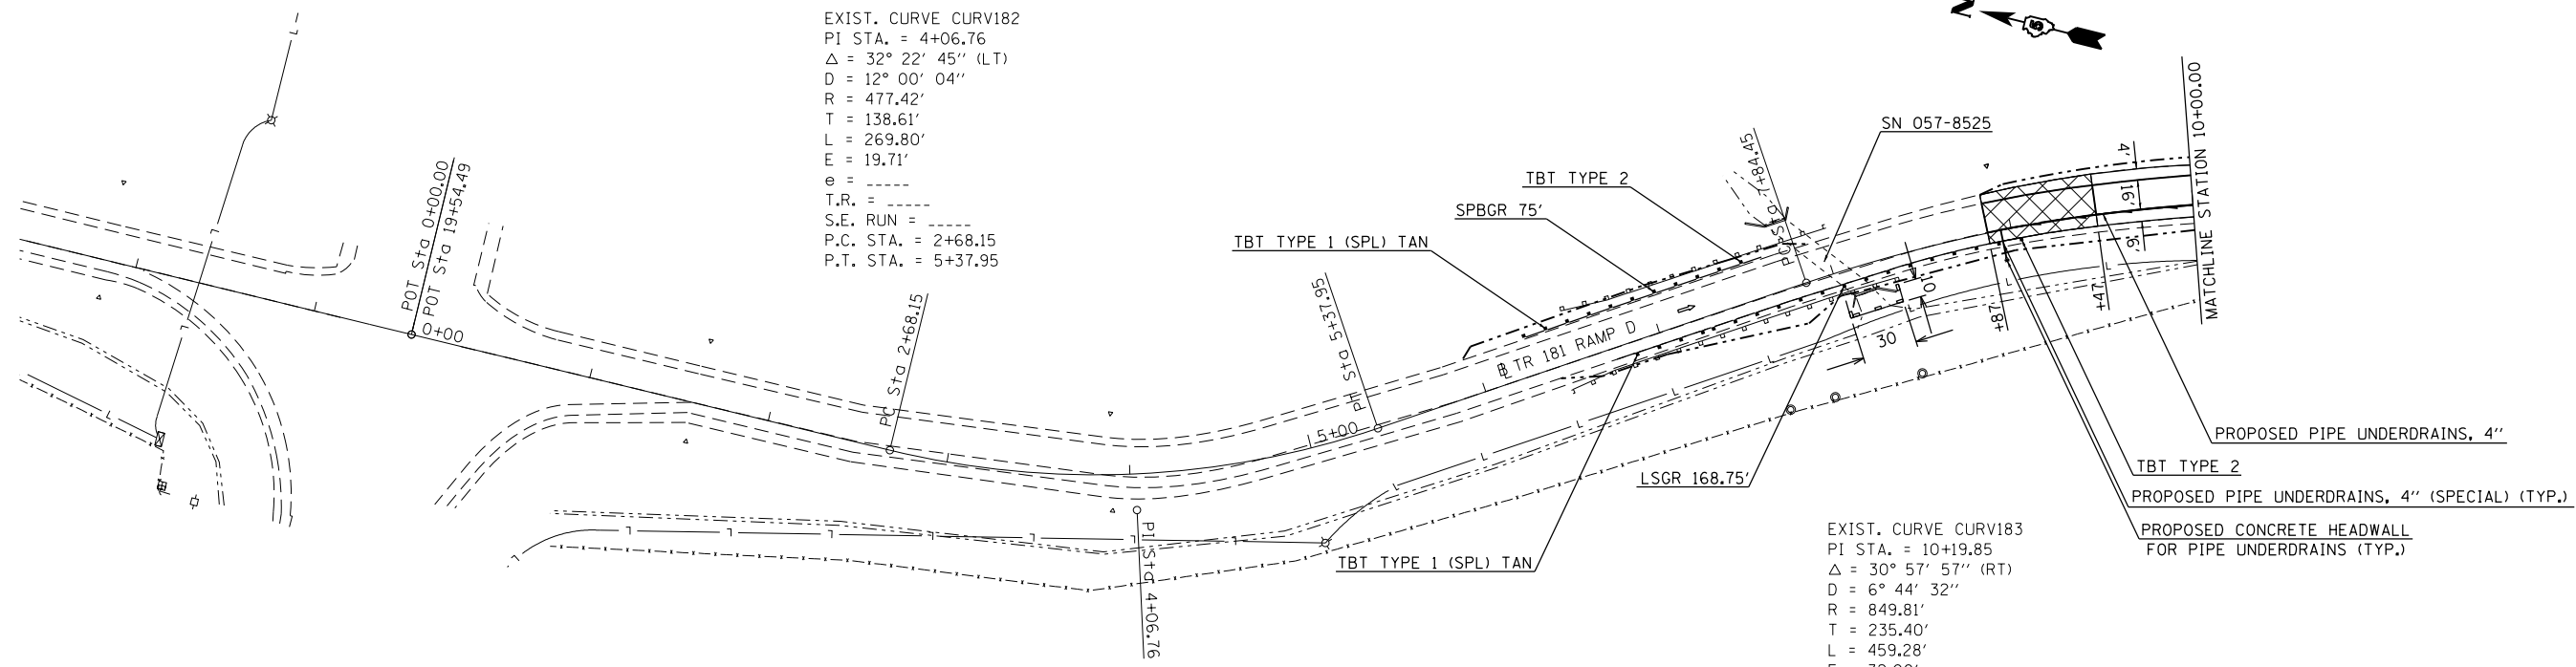 EXIST. CURVE CURV182
PI STA. = 4+06.76
Δ = 32° 22' 45'' (LT)
D = 12° 00' 04''
R = 477.42'
T = 138.61'
L = 269.80'
E = 19.71'
e = _____
T.R. = _____
S.E. RUN = _____
P.C. STA. = 2+68.15
P.T. STA. = 5+37.95
N
5
POT Sta 0+00.00
POT Sta 19+54.49
0+00
PC Sta 2+68.15
PI Sta 4+06.76
5+00
PT Sta 5+37.95
TBT TYPE 1 (SPL) TAN
SPBGR 75'
TBT TYPE 2
PC Sta 7+84.45
SN 057-8525
MATCHLINE STATION 10+00.00
4'
16'
6'
+87
+47
10
30
TR 181 RAMP D
LSGR 168.75'
TBT TYPE 1 (SPL) TAN
PROPOSED PIPE UNDERDRAINS, 4''
TBT TYPE 2
PROPOSED PIPE UNDERDRAINS, 4'' (SPECIAL) (TYP.)
PROPOSED CONCRETE HEADWALL
FOR PIPE UNDERDRAINS (TYP.)
EXIST. CURVE CURV183
PI STA. = 10+19.85
Δ = 30° 57' 57'' (RT)
D = 6° 44' 32''
R = 849.81'
T = 235.40'
L = 459.28'